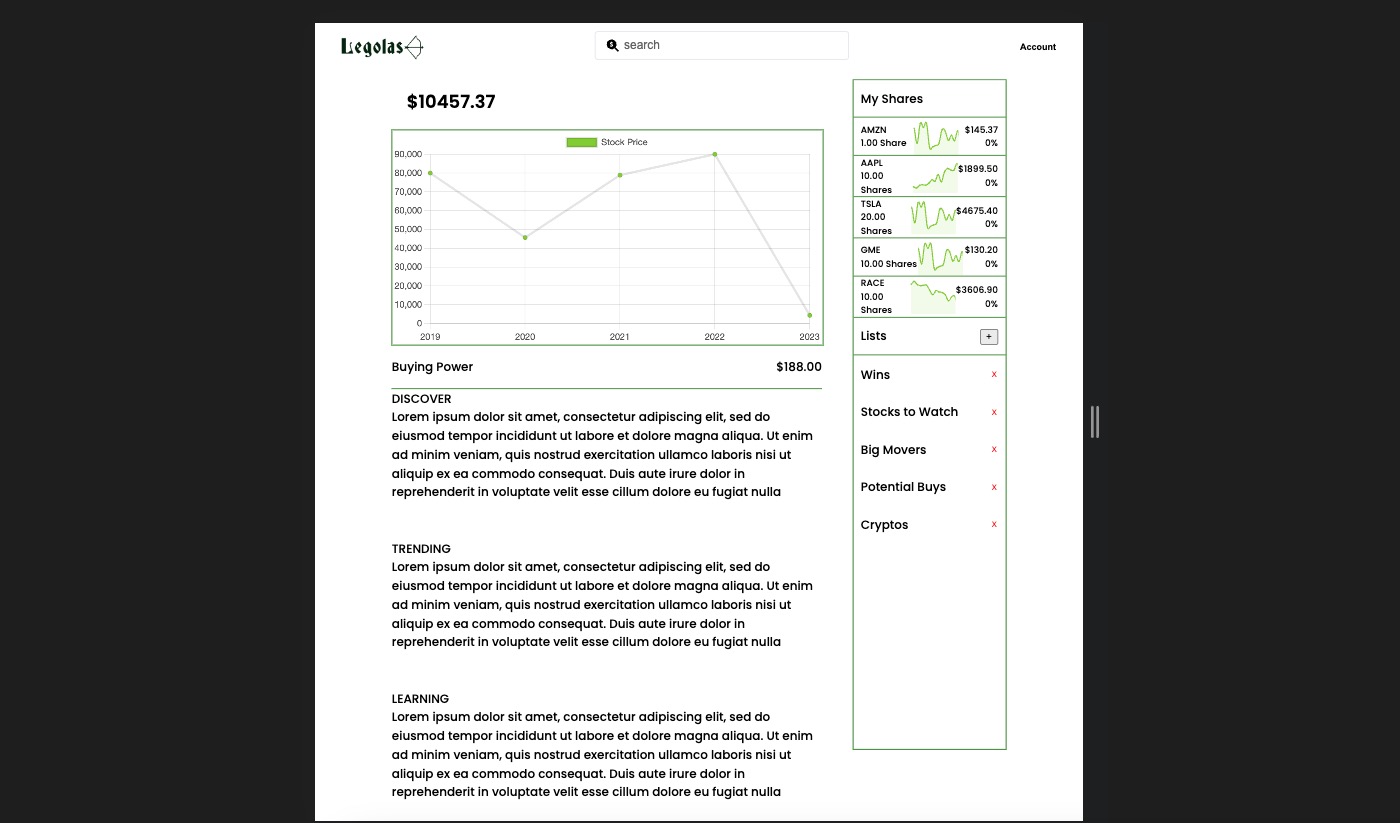 Legolas
search
Account
$10457.37
Stock Price
90,000
80,000
70,000
60,000
50,000
40,000
30,000
20,000
10,000
0
2019 2020 2021 2022 2023
Buying Power $188.00
DISCOVER
Lorem ipsum dolor sit amet, consectetur adipiscing elit, sed do
eiusmod tempor incididunt ut labore et dolore magna aliqua. Ut enim
ad minim veniam, quis nostrud exercitation ullamco laboris nisi ut
aliquip ex ea commodo consequat. Duis aute irure dolor in
reprehenderit in voluptate velit esse cillum dolore eu fugiat nulla
TRENDING
Lorem ipsum dolor sit amet, consectetur adipiscing elit, sed do
eiusmod tempor incididunt ut labore et dolore magna aliqua. Ut enim
ad minim veniam, quis nostrud exercitation ullamco laboris nisi ut
aliquip ex ea commodo consequat. Duis aute irure dolor in
reprehenderit in voluptate velit esse cillum dolore eu fugiat nulla
LEARNING
Lorem ipsum dolor sit amet, consectetur adipiscing elit, sed do
eiusmod tempor incididunt ut labore et dolore magna aliqua. Ut enim
ad minim veniam, quis nostrud exercitation ullamco laboris nisi ut
aliquip ex ea commodo consequat. Duis aute irure dolor in
reprehenderit in voluptate velit esse cillum dolore eu fugiat nulla
My Shares
AMZN $145.37
1.00 Share 0%
AAPL $1899.50
10.00 0%
Shares
TSLA $4675.40
20.00 0%
Shares
GME $130.20
10.00 Shares 0%
RACE $3606.90
10.00 0%
Shares
Lists +
Wins x
Stocks to Watch x
Big Movers x
Potential Buys x
Cryptos x